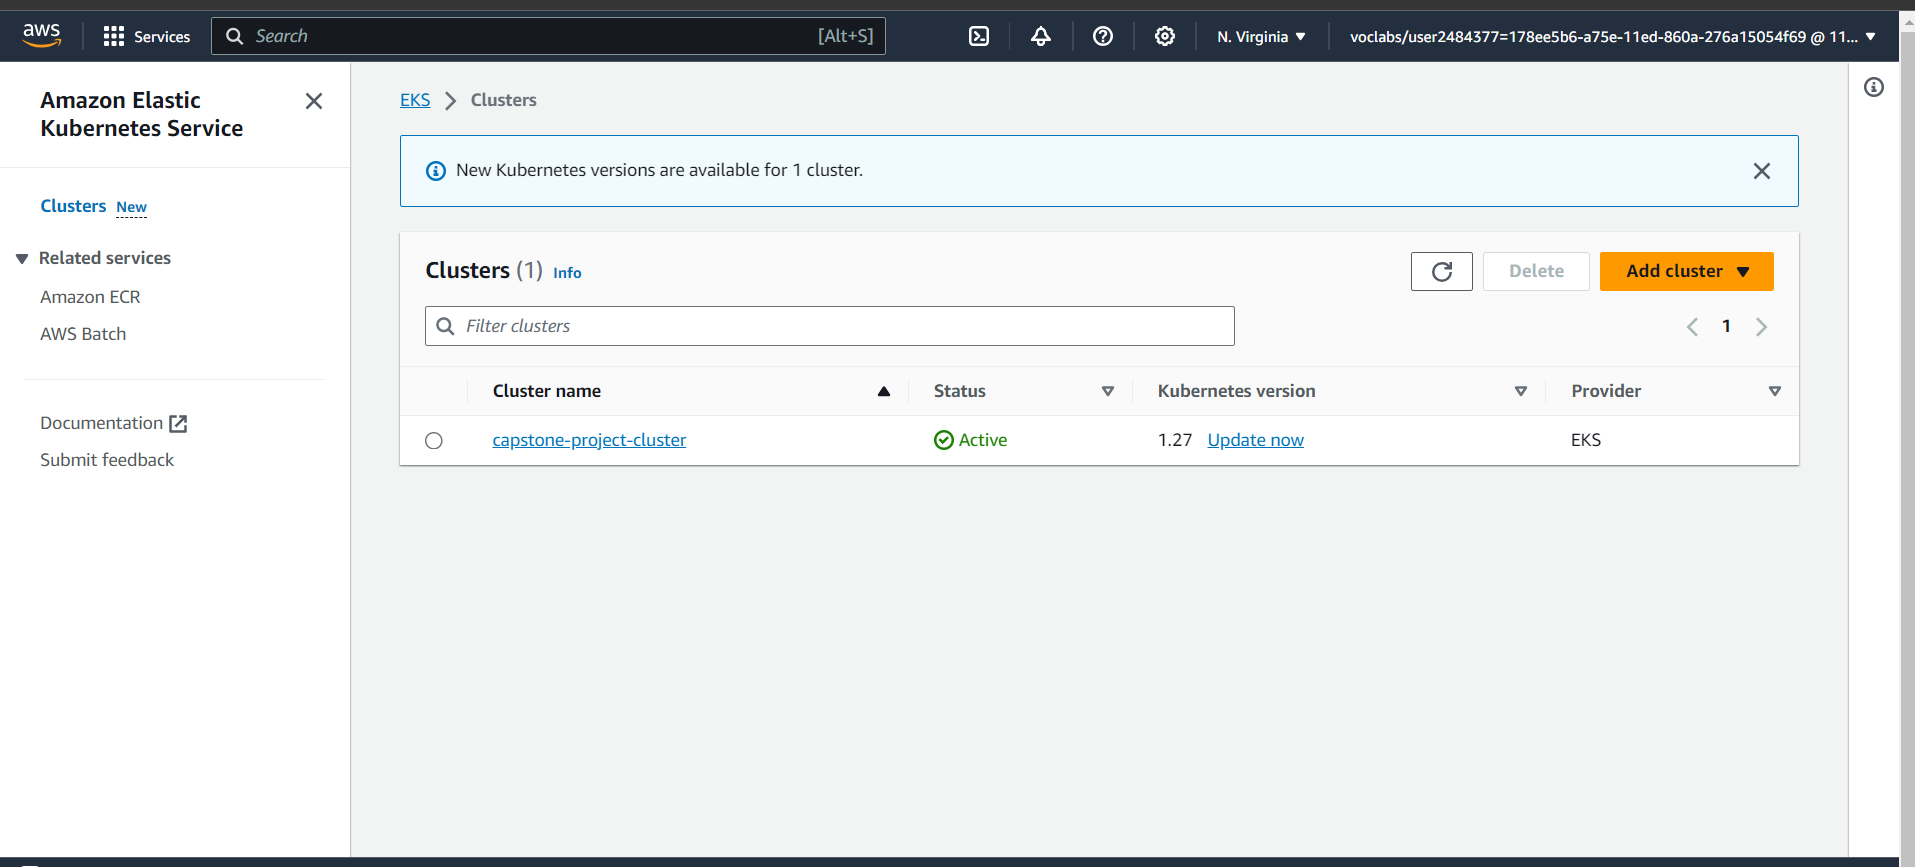 aws
Services
Search
[Alt+S]
N. Virginia
voclabs/user2484377=178ee5b6-a75e-11ed-860a-276a15054f69 @ 11...
Amazon Elastic
Kubernetes Service
Clusters New
Related services
Amazon ECR
AWS Batch
Documentation
Submit feedback
EKS
Clusters
New Kubernetes versions are available for 1 cluster.
Clusters (1) Info
Delete
Add cluster
Filter clusters
1
Cluster name
Status
Kubernetes version
Provider
capstone-project-cluster
Active
1.27 Update now
EKS